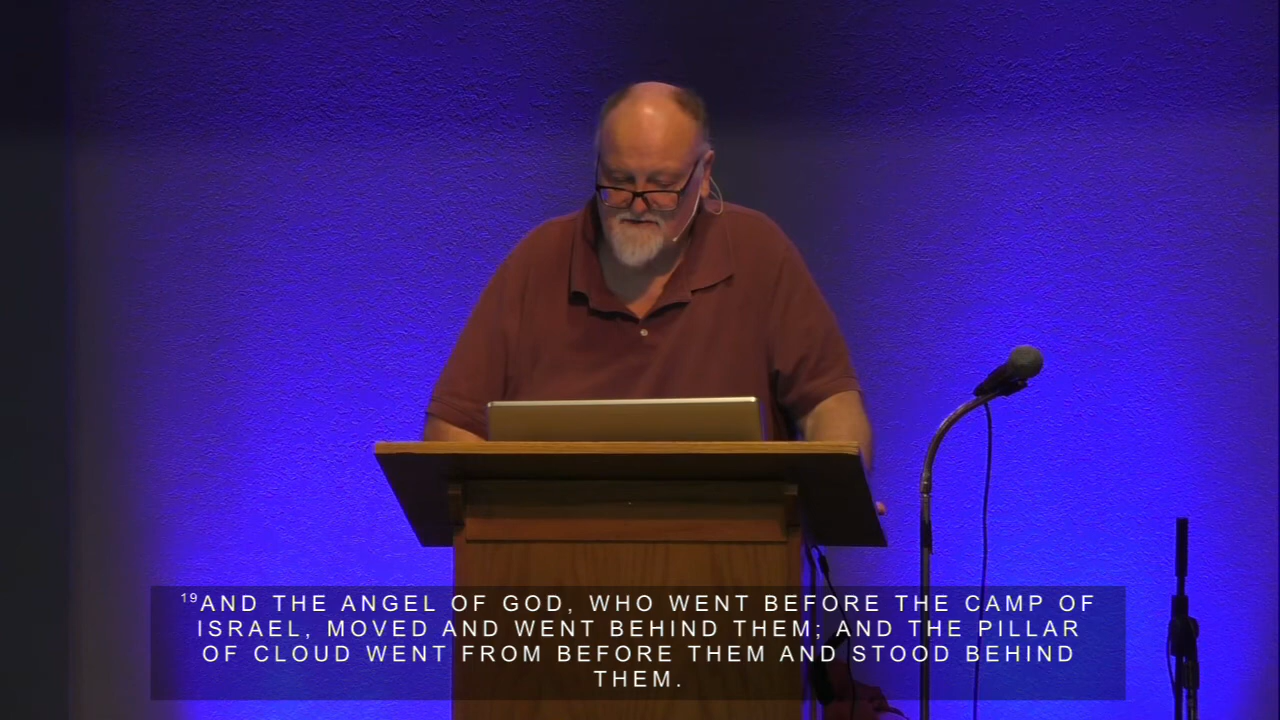 19AND THE ANGEL OF GOD, WHO WENT BEFORE THE CAMP OF
ISRAEL, MOVED AND WENT BEHIND THEM; AND THE PILLAR
OF CLOUD WENT FROM BEFORE THEM AND STOOD BEHIND
THEM.